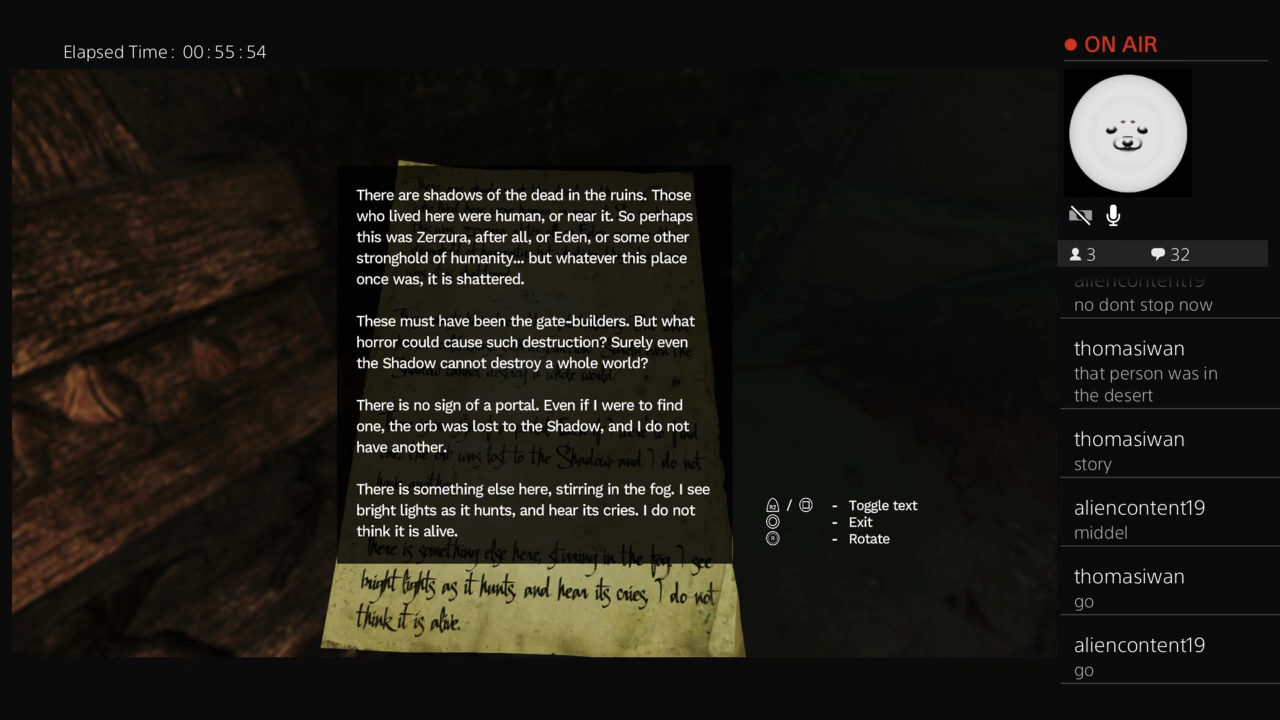 Elapsed Time: 00:55:54
There are shadows of the dead in the ruins. Those
who lived here were human, or near it. So perhaps
this was Zerzura, after all, or Eden, or some other
stronghold of humanity... but whatever this place
once was, it is shattered.
These must have been the gate-builders. But what
horror could cause such destruction? Surely even
the Shadow cannot destroy a whole world?
There is no sign of a portal. Even if I were to find
one, the orb was lost to the Shadow, and I do not
have another.
There is something else here, stirring in the fog. I see
bright lights as it hunts, and hear its cries. I do not
think it is alive.
There is something else here, stirring in the fog. I see
bright lights as it hunts, and hear its cries. I do not
think it is alive.
R2 / - Toggle text
- Exit
R - Rotate
ON AIR
3 32
aliencontent19
no dont stop now
thomasiwan
that person was in
the desert
thomasiwan
story
aliencontent19
middel
thomasiwan
go
aliencontent19
go